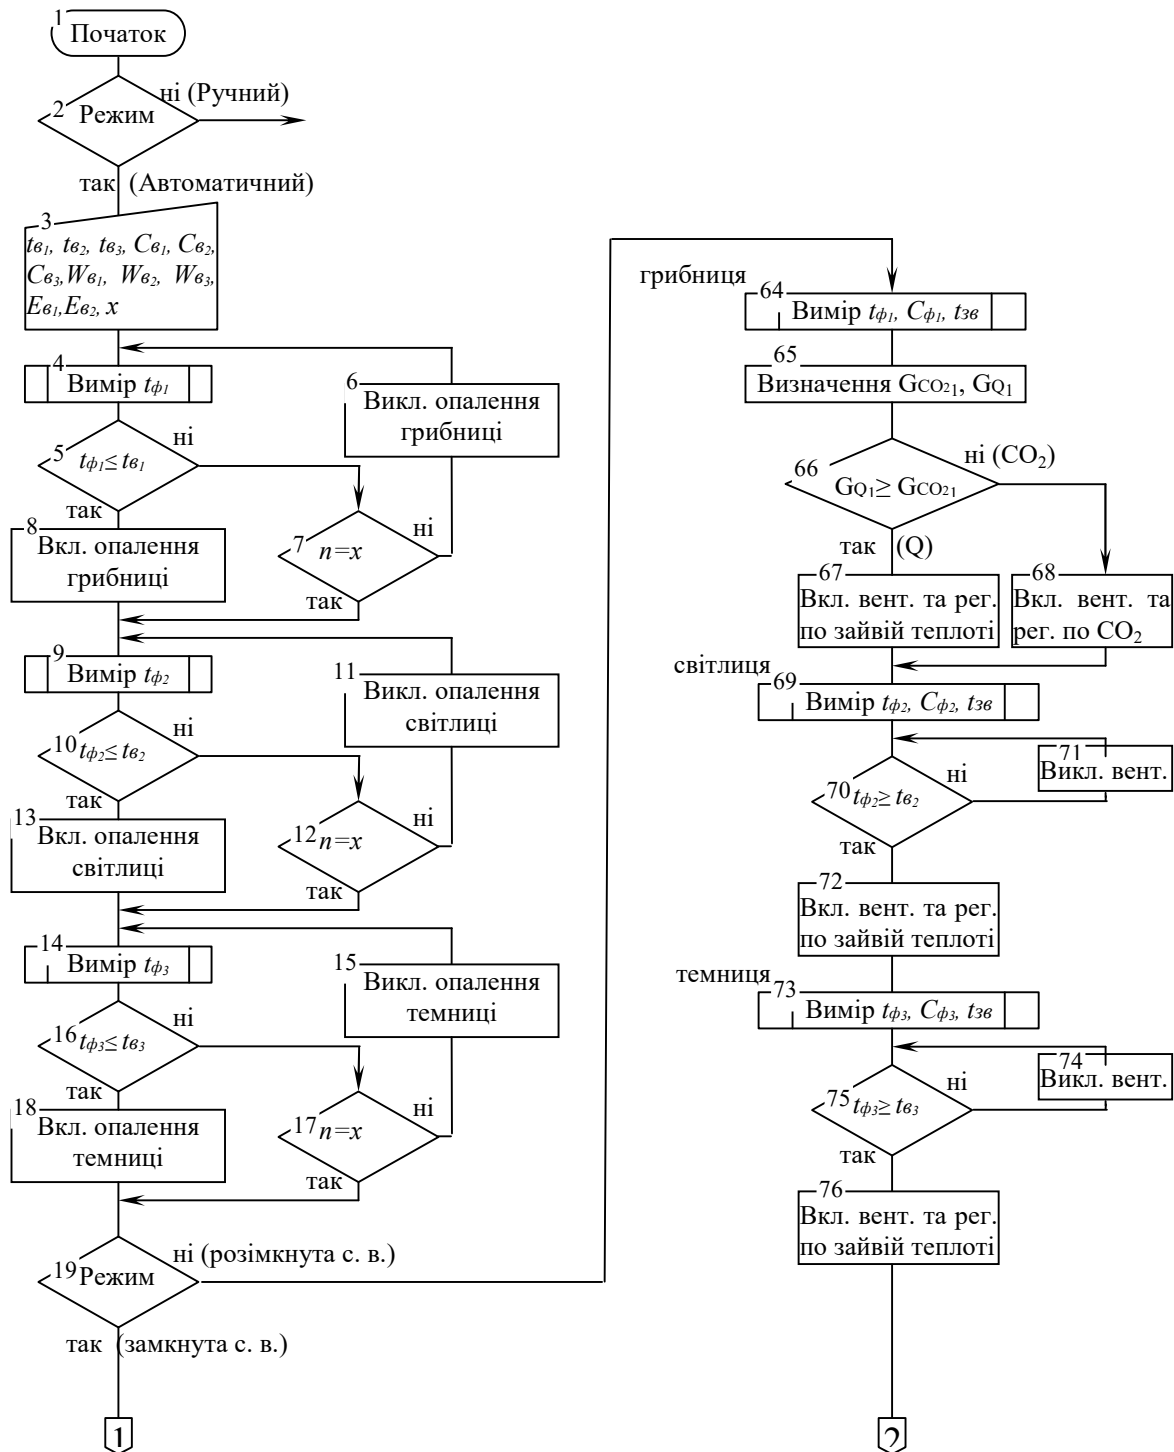 1
Початок
2
Режим
ні (Ручний)
так (Автоматичний)
3
tв₁, tв₂, tв₃, Cв₁, Cв₂,
Cв₃,Wв₁, Wв₂, Wв₃,
Eв₁,Eв₂, x
4
Вимір tф₁
5
tф₁≤ tв₁
ні
так
6
Викл. опалення
грибниці
7
n=x
ні
так
8
Вкл. опалення
грибниці
9
Вимір tф₂
10
tф₂≤ tв₂
ні
так
11
Викл. опалення
світлиці
12
n=x
ні
так
13
Вкл. опалення
світлиці
14
Вимір tф₃
15
Викл. опалення
темниці
16
tф₃≤ tв₃
ні
так
17
n=x
ні
так
18
Вкл. опалення
темниці
19
Режим
ні (розімкнута с. в.)
так (замкнута с. в.)
1
грибниця
64
Вимір tф₁, Cф₁, tзв
65
Визначення GCO₂₁, GQ₁
66
GQ₁≥ GCO₂₁
ні (CO₂)
так (Q)
67
Вкл. вент. та рег.
по зайвій теплоті
68
Вкл. вент. та
рег. по CO₂
світлиця
69
Вимір tф₂, Cф₂, tзв
70
tф₂≥ tв₂
ні
так
71
Викл. вент.
72
Вкл. вент. та рег.
по зайвій теплоті
темниця
73
Вимір tф₃, Cф₃, tзв
74
Викл. вент.
75
tф₃≥ tв₃
ні
так
76
Вкл. вент. та рег.
по зайвій теплоті
2